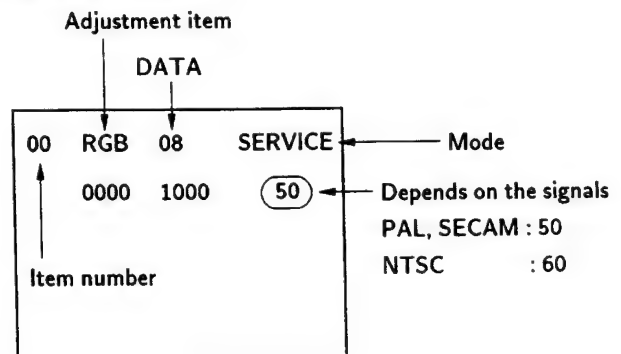 Adjustment item
DATA
00 RGB 08 SERVICE Mode
0000 1000 50 Depends on the signals
PAL, SECAM : 50
NTSC : 60
Item number